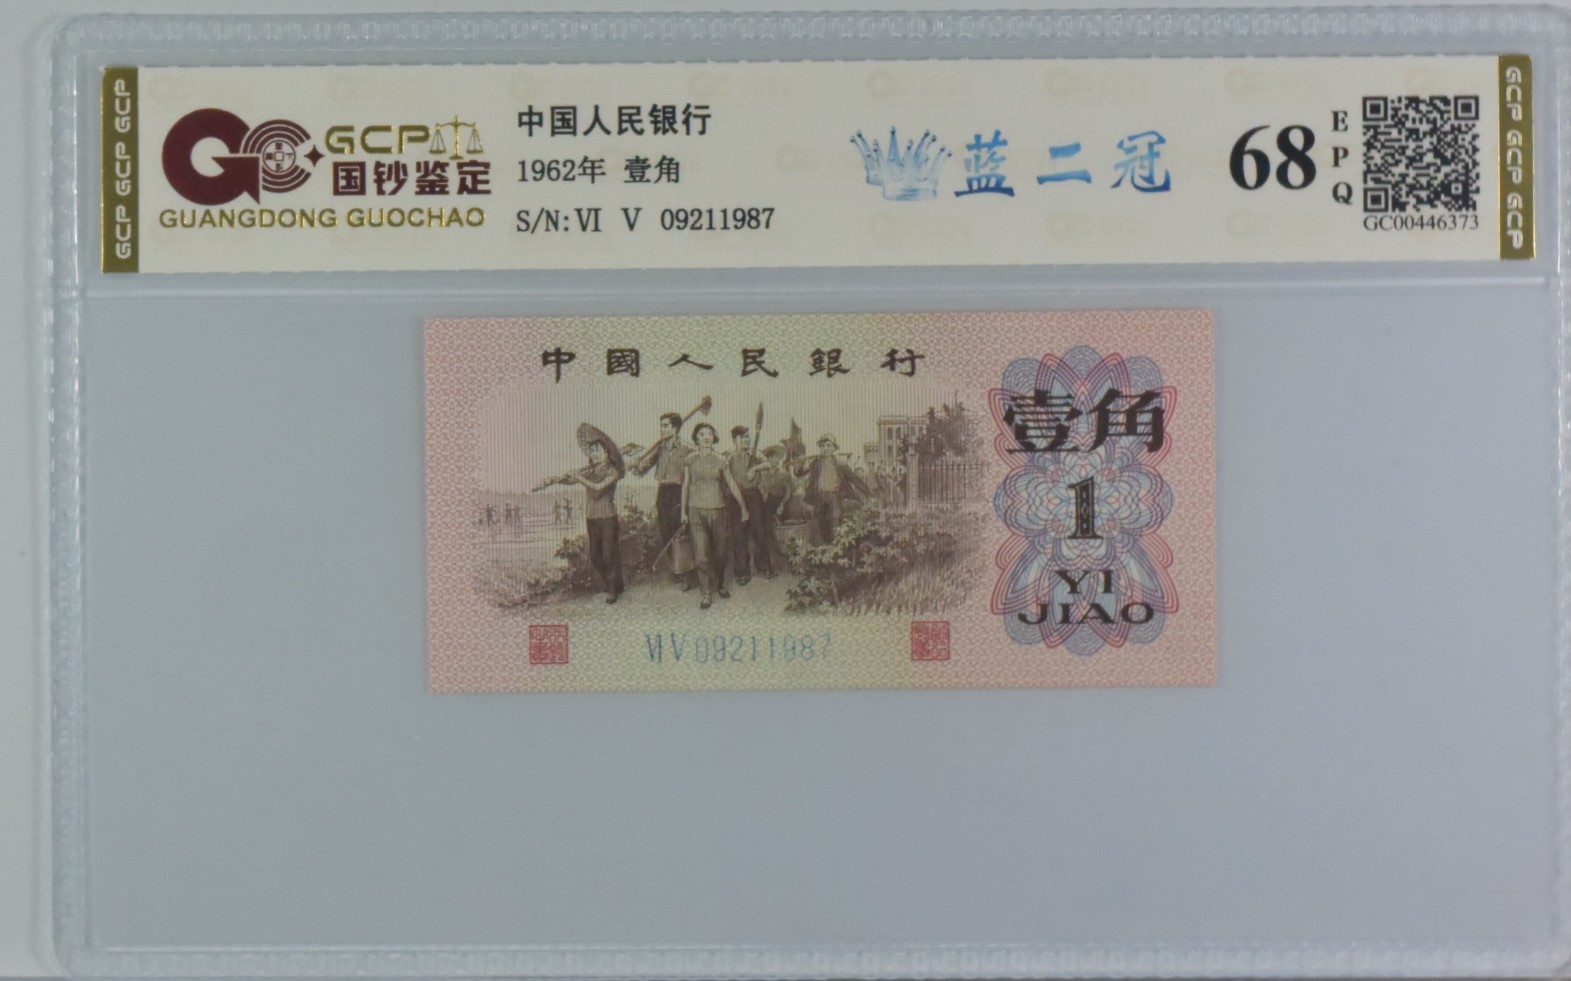 GCP GCP GCP
GCP
国钞鉴定
GUANGDONG GUOCHAO
中国人民银行
1962年 壹角
S/N: VI V 09211987
蓝二冠
68
EPQ
GC00446373
GCP GCP GCP
中國人民銀行
壹角
1
YI
JIAO
VI V 09211987